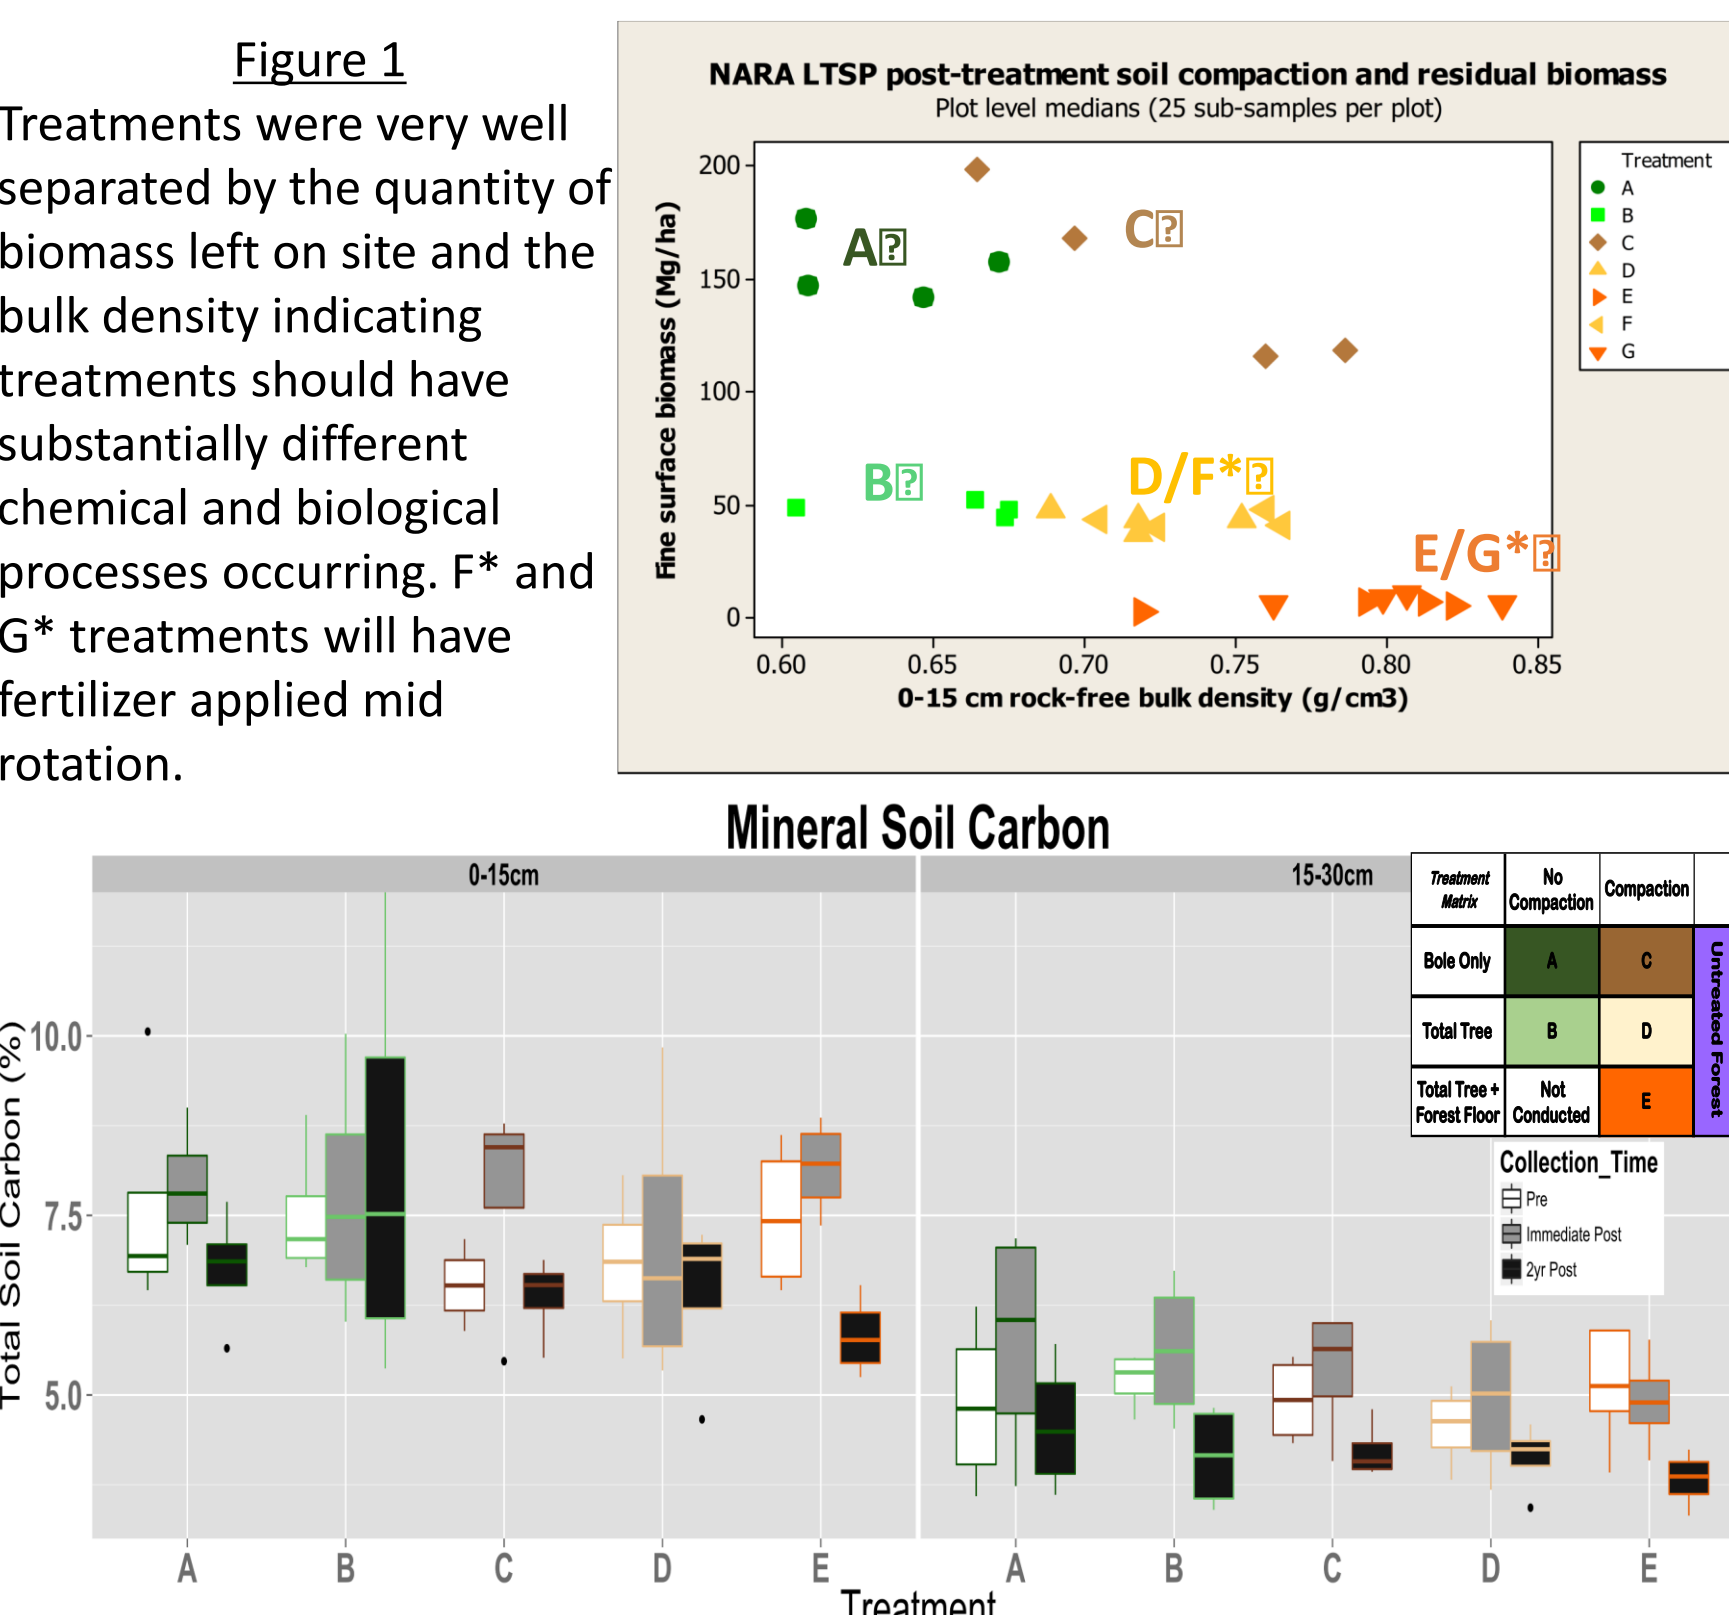 Figure 1
Treatments were very well
separated by the quantity of
biomass left on site and the
bulk density indicating
treatments should have
substantially different
chemical and biological
processes occurring. F* and
G* treatments will have
fertilizer applied mid
rotation.
NARA LTSP post-treatment soil compaction and residual biomass
Plot level medians (25 sub-samples per plot)
Fine surface biomass (Mg/ha)
200
150
100
50
0
A
C
B
D/F*
E/G*
0.60 0.65 0.70 0.75 0.80 0.85
0-15 cm rock-free bulk density (g/cm3)
Treatment
A
B
C
D
E
F
G
Mineral Soil Carbon
0-15cm 15-30cm
Total Soil Carbon (%)
10.0
7.5
5.0
Treatment Matrix
No Compaction
Compaction
Bole Only
A
C
Total Tree
B
D
Total Tree +
Forest Floor
Not
Conducted
E
Untreated Forest
Collection_Time
Pre
Immediate Post
2yr Post
A B C D E A B C D E
Treatment